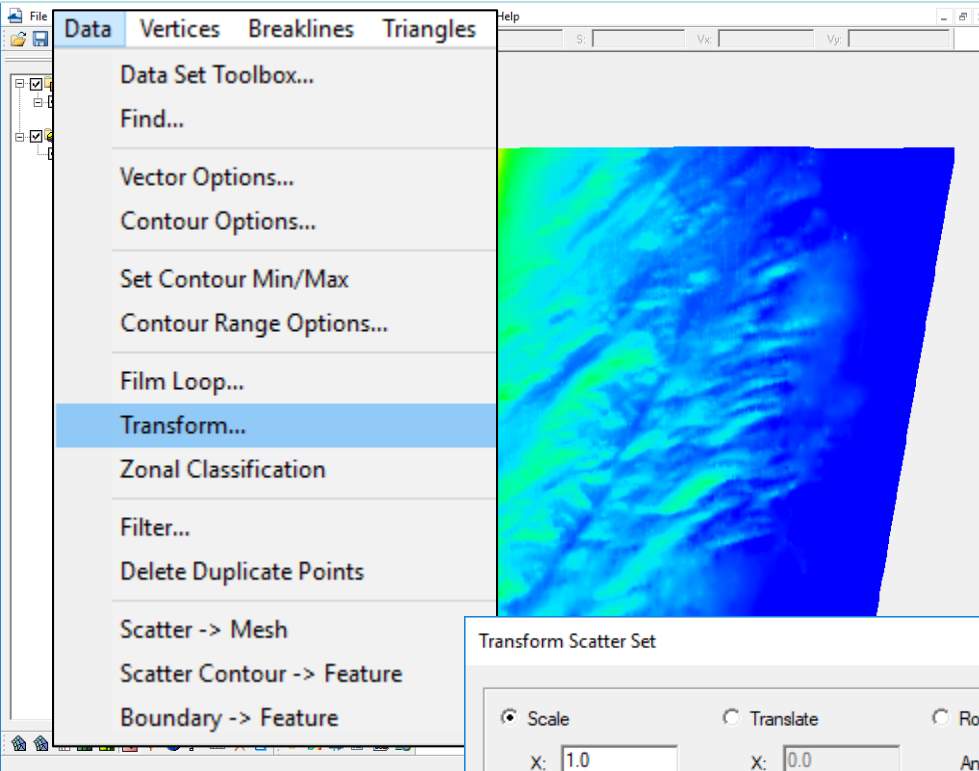 File
Data Vertices Breaklines Triangles
Help
S:
Vx:
Vy:
Data Set Toolbox...
Find...
Vector Options...
Contour Options...
Set Contour Min/Max
Contour Range Options...
Film Loop...
Transform...
Zonal Classification
Filter...
Delete Duplicate Points
Scatter -> Mesh
Scatter Contour -> Feature
Boundary -> Feature
Transform Scatter Set
Scale Translate Ro
X: 1.0 X: 0.0 An